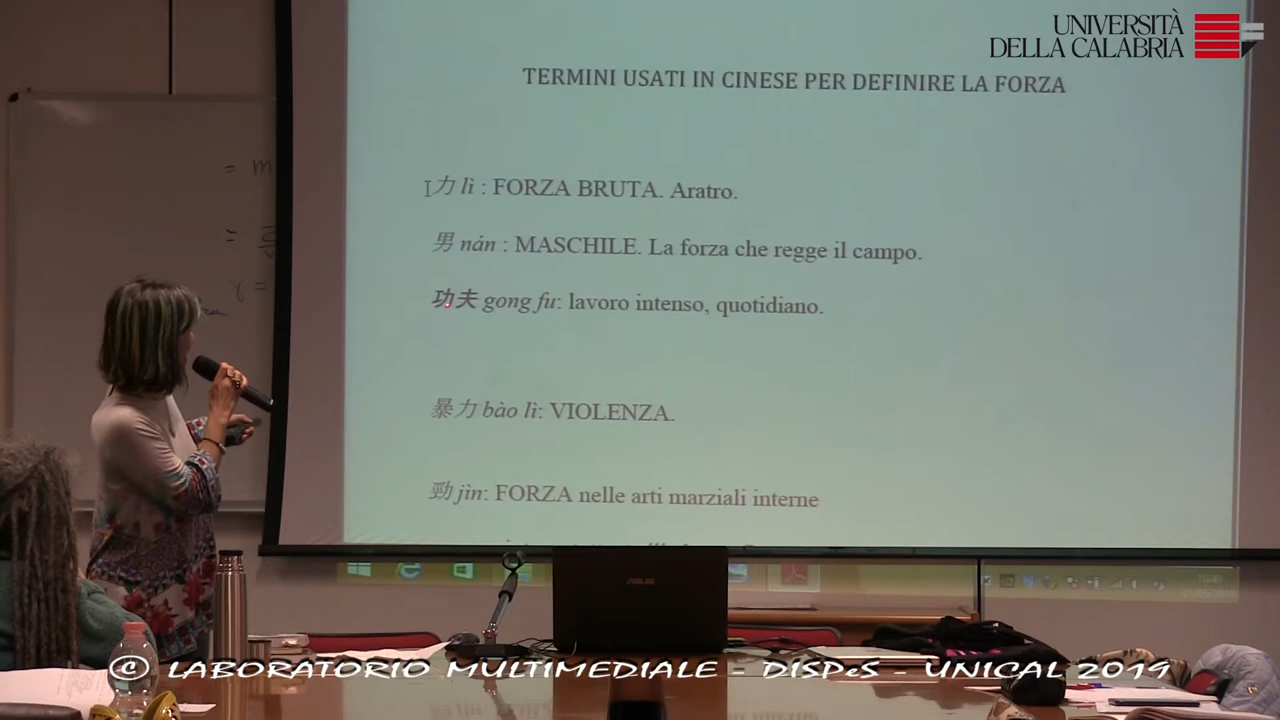 UNIVERSITÀ
DELLA CALABRIA
TERMINI USATI IN CINESE PER DEFINIRE LA FORZA
力 lì : FORZA BRUTA. Aratro.
男 nán : MASCHILE. La forza che regge il campo.
功夫 gong fu: lavoro intenso, quotidiano.
暴力 bào lì: VIOLENZA.
勁 jìn: FORZA nelle arti marziali interne
ASUS
© LABORATORIO MULTIMEDIALE - DISPeS - UNICAL 2019